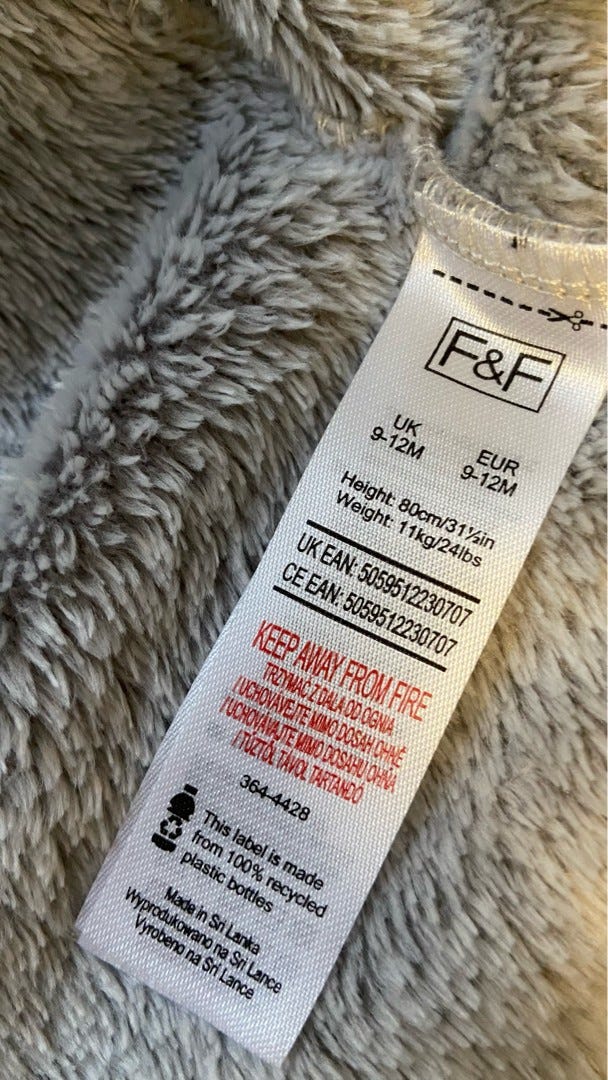 F&F
UK EUR
9-12M 9-12M
Height: 80cm/31½in
Weight: 11kg/24lbs
UK EAN: 5059512230707
CE EAN: 5059512230707
KEEP AWAY FROM FIRE
TRZYMAĆ Z DALA OD OGNIA
UCHOVÁVEJTE MIMO DOSAH OHNĚ
UCHOVÁVAJTE MIMO DOSAHU OHŇA
TŰZTŐL TÁVOL TARTANDÓ
364-4428
This label is made
from 100% recycled
plastic bottles
Made in Sri Lanka
Wyprodukowano na Sri Lance
Vyrobeno na Sri Lance